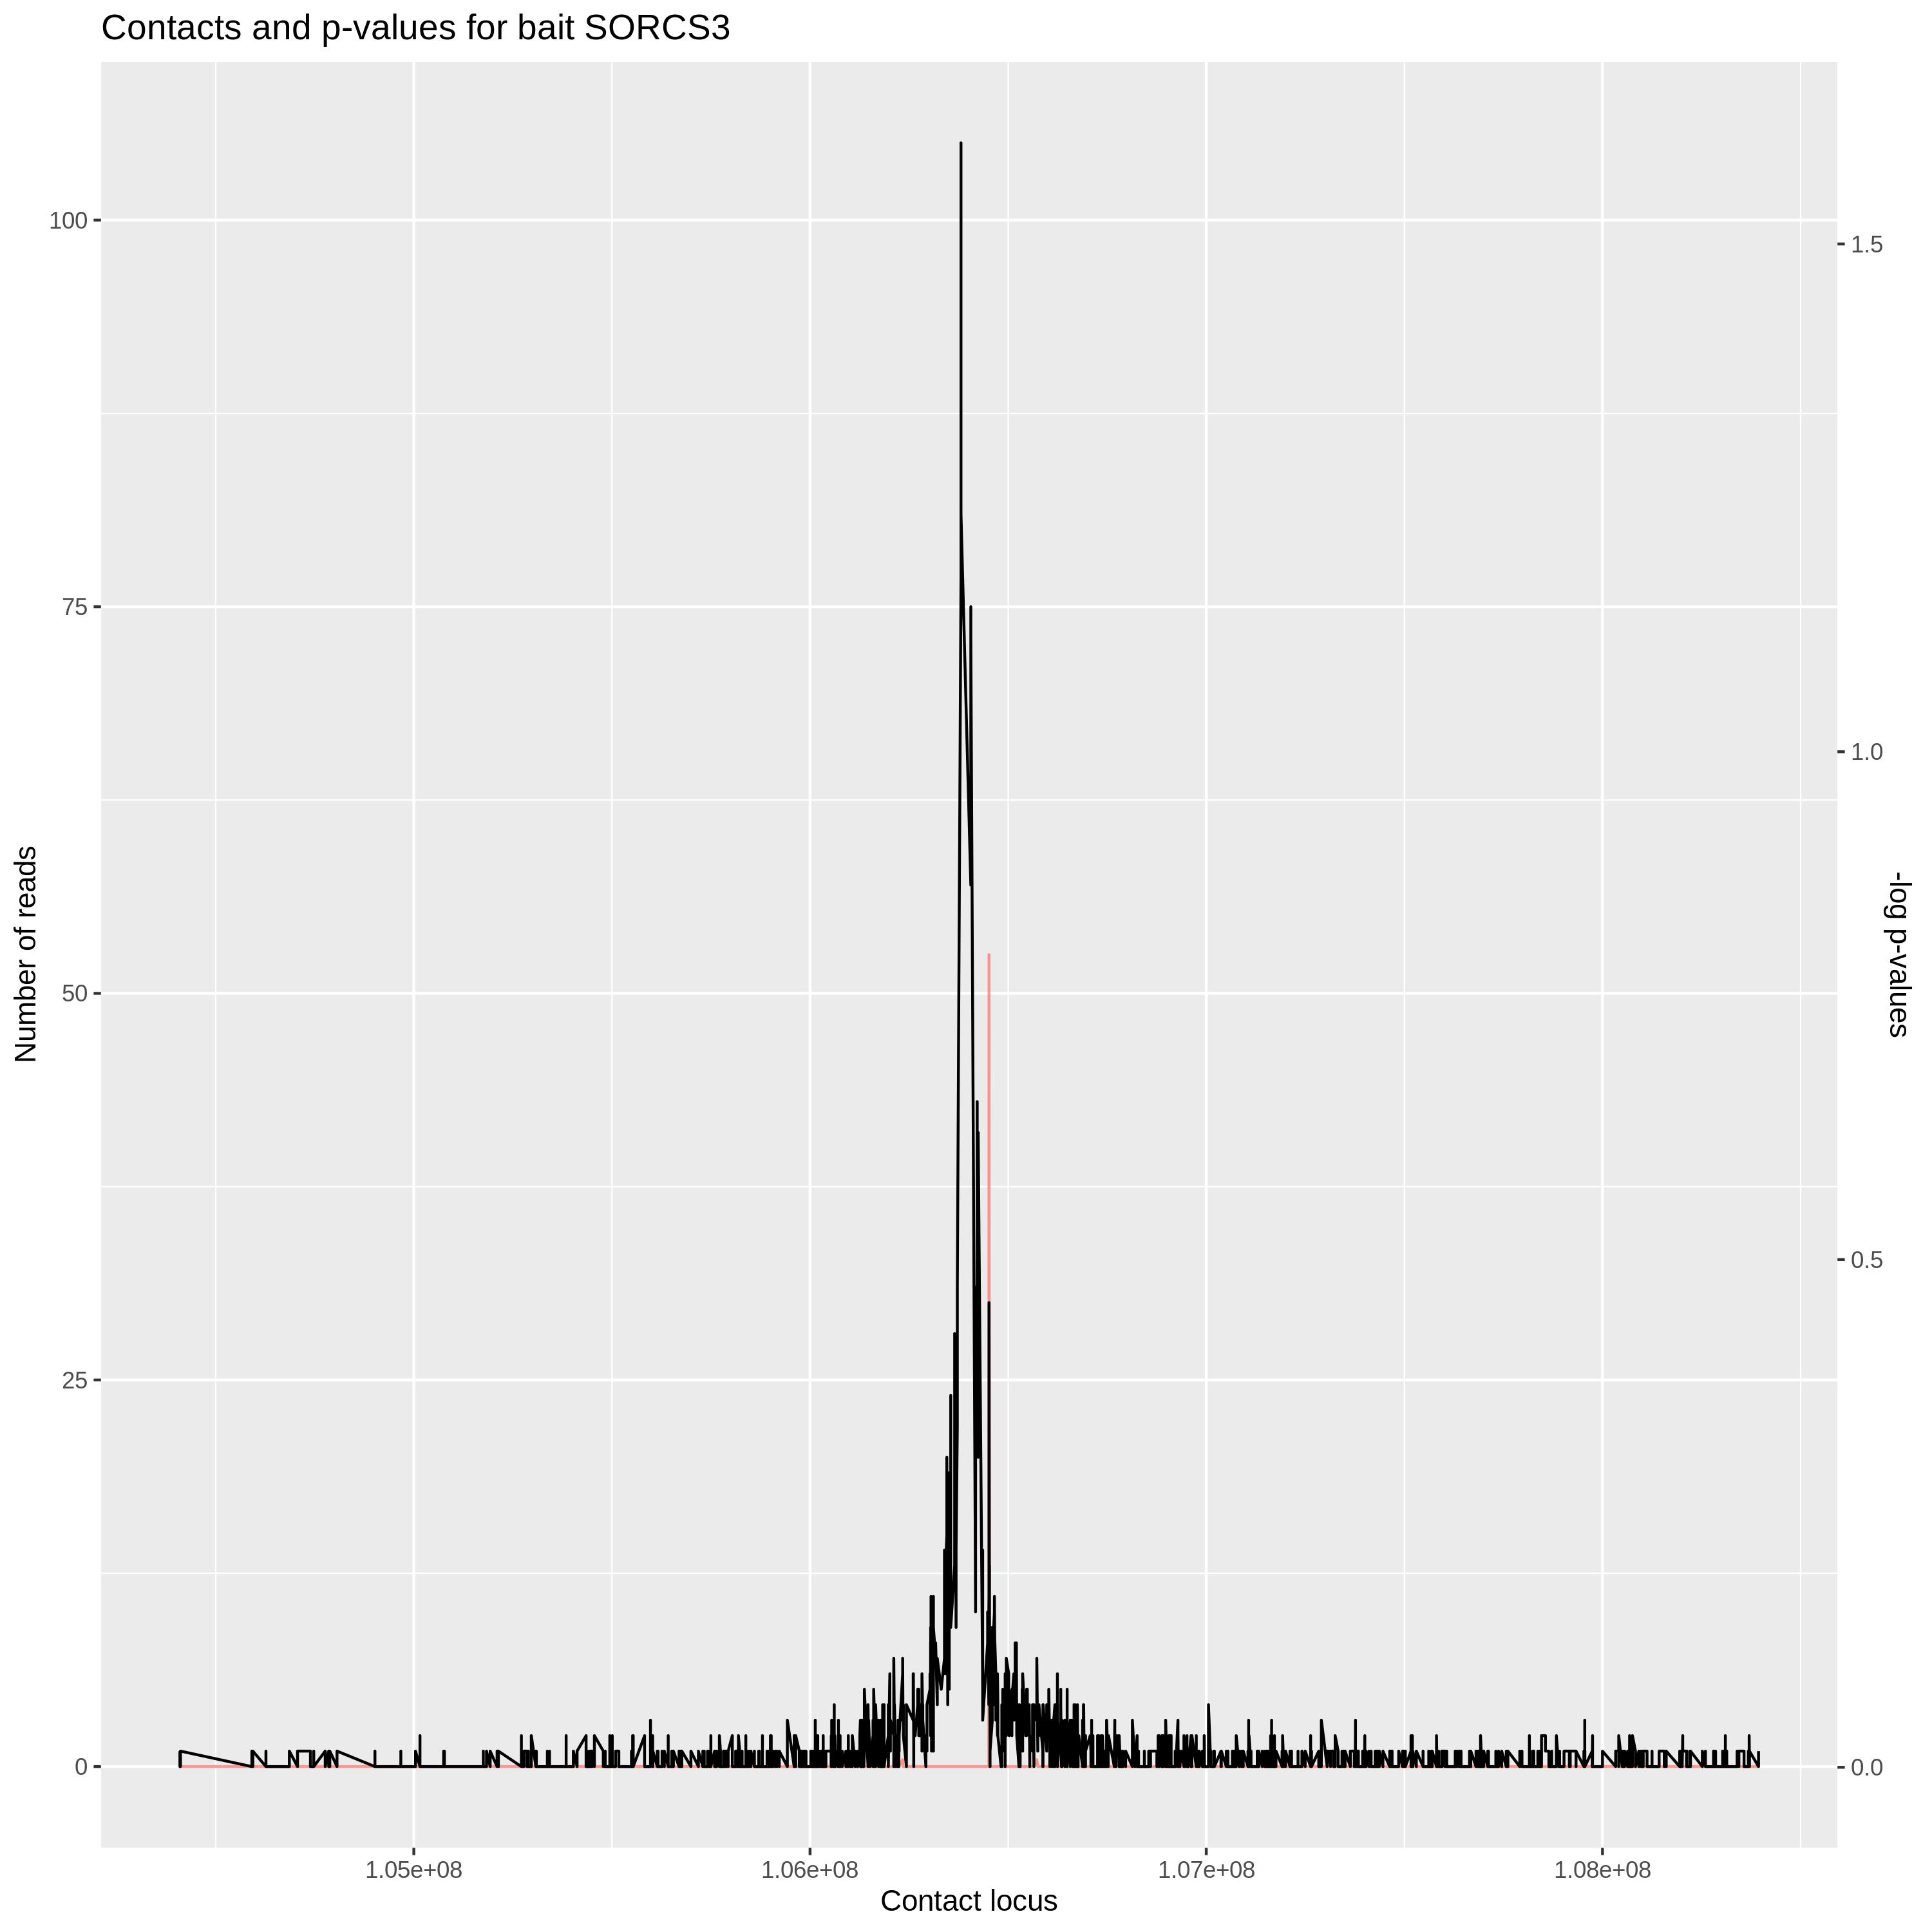 Contacts and p-values for bait SORCS3
100
75
50
25
0
Number of reads
1.5
1.0
0.5
0.0
-log p-values
1.05e+08
1.06e+08
1.07e+08
1.08e+08
Contact locus